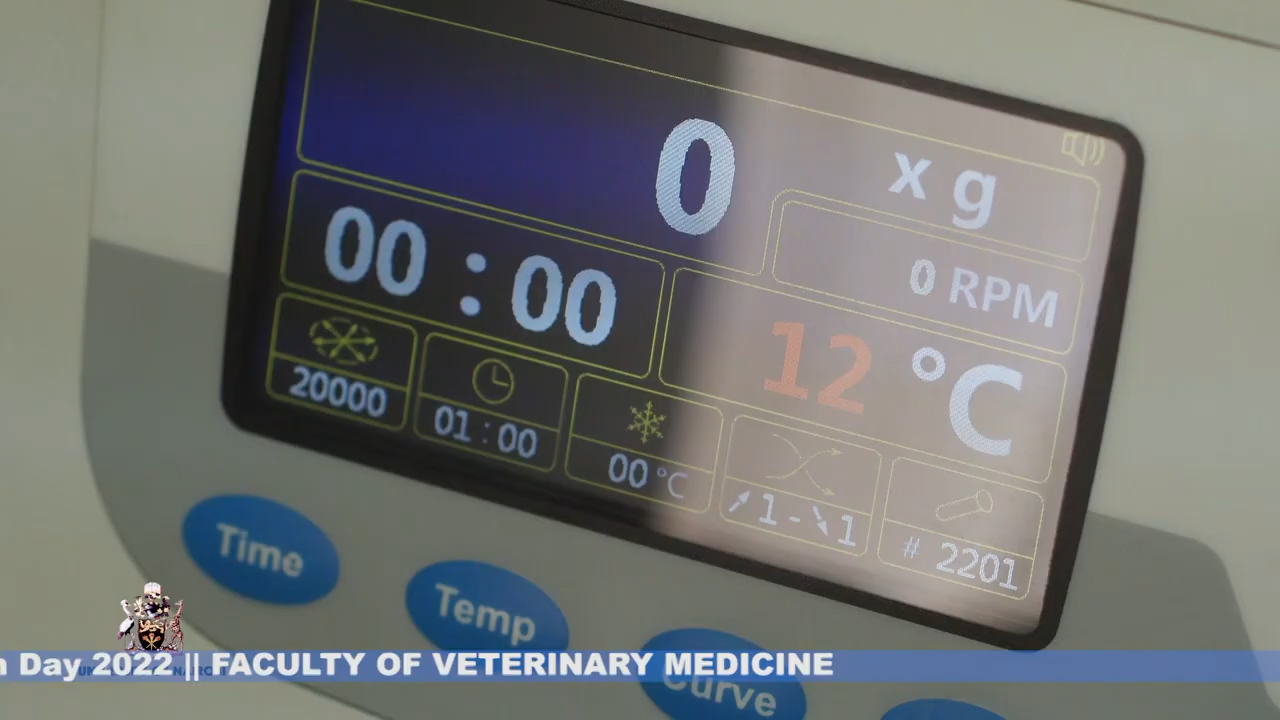 0 x g
0 RPM
00 : 00
12 °C
20000
01:00
00 °C
1 - 1
# 2201
Time
Temp
Curve
n Day 2022 || FACULTY OF VETERINARY MEDICINE